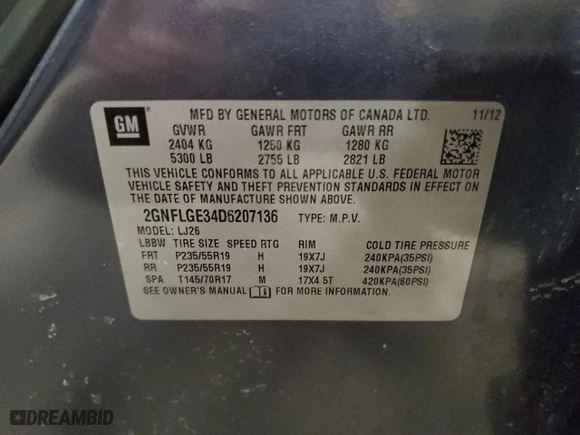 GM
MFD BY GENERAL MOTORS OF CANADA LTD. 11/12
GVWR GAWR FRT GAWR RR
2404 KG 1250 KG 1280 KG
5300 LB 2755 LB 2821 LB
THIS VEHICLE CONFORMS TO ALL APPLICABLE U.S. FEDERAL MOTOR
VEHICLE SAFETY AND THEFT PREVENTION STANDARDS IN EFFECT ON
THE DATE OF MANUFACTURE SHOWN ABOVE.
2GNFLGE34D6207136 TYPE: M.P.V.
MODEL: LJ26
LBBW TIRE SIZE SPEED RTG RIM COLD TIRE PRESSURE
FRT P235/55R19 H 19X7J 240KPA(35PSI)
RR P235/55R19 H 19X7J 240KPA(35PSI)
SPA T145/70R17 M 17X4.5T 420KPA(60PSI)
SEE OWNER'S MANUAL FOR MORE INFORMATION.
DREAMBID